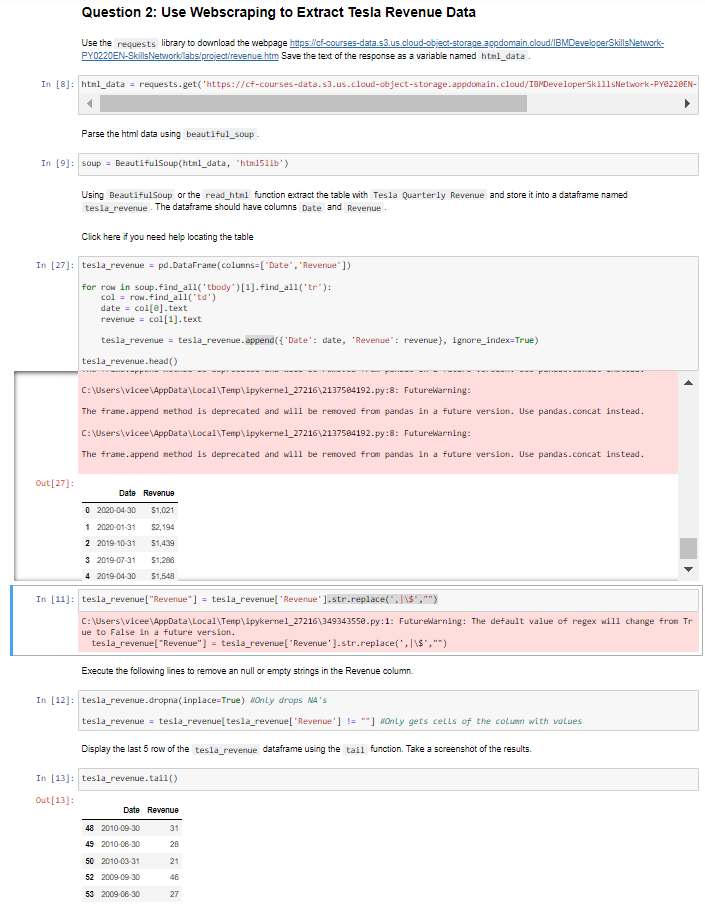 Question 2: Use Webscraping to Extract Tesla Revenue Data
Use the requests library to download the webpage https://cf-courses-data.s3.us.cloud-object-storage.appdomain.cloud/IBMDeveloperSkillsNetwork-
PY0220EN-SkillsNetwork/labs/project/revenue.htm Save the text of the response as a variable named html_data .
In [8]: html_data = requests.get('https://cf-courses-data.s3.us.cloud-object-storage.appdomain.cloud/IBMDeveloperSkillsNetwork-PY0220EN-
Parse the html data using beautiful_soup .
In [9]: soup = BeautifulSoup(html_data, 'html5lib')
Using BeautifulSoup or the read_html function extract the table with Tesla Quarterly Revenue and store it into a dataframe named
tesla_revenue . The dataframe should have columns Date and Revenue .
Click here if you need help locating the table
In [27]: tesla_revenue = pd.DataFrame(columns=['Date','Revenue'])
for row in soup.find_all('tbody')[1].find_all('tr'):
col = row.find_all('td')
date = col[0].text
revenue = col[1].text
tesla_revenue = tesla_revenue.append({'Date': date, 'Revenue': revenue}, ignore_index=True)
tesla_revenue.head()
C:\Users\vicee\AppData\Local\Temp\ipykernel_27216\2137504192.py:8: FutureWarning:
The frame.append method is deprecated and will be removed from pandas in a future version. Use pandas.concat instead.
C:\Users\vicee\AppData\Local\Temp\ipykernel_27216\2137504192.py:8: FutureWarning:
The frame.append method is deprecated and will be removed from pandas in a future version. Use pandas.concat instead.
Out[27]:
Date Revenue
0 2020-04-30 $1,021
1 2020-01-31 $2,194
2 2019-10-31 $1,439
3 2019-07-31 $1,286
4 2019-04-30 $1,548
In [11]: tesla_revenue["Revenue"] = tesla_revenue['Revenue'].str.replace(',|\$',"")
C:\Users\vicee\AppData\Local\Temp\ipykernel_27216\349343550.py:1: FutureWarning: The default value of regex will change from Tr
ue to False in a future version.
tesla_revenue["Revenue"] = tesla_revenue['Revenue'].str.replace(',|\$',"")
Execute the following lines to remove an null or empty strings in the Revenue column.
In [12]: tesla_revenue.dropna(inplace=True) #Only drops NA's
tesla_revenue = tesla_revenue[tesla_revenue['Revenue'] != ""] #Only gets cells of the column with values
Display the last 5 row of the tesla_revenue dataframe using the tail function. Take a screenshot of the results.
In [13]: tesla_revenue.tail()
Out[13]:
Date Revenue
48 2010-09-30 31
49 2010-06-30 28
50 2010-03-31 21
52 2009-09-30 46
53 2009-06-30 27